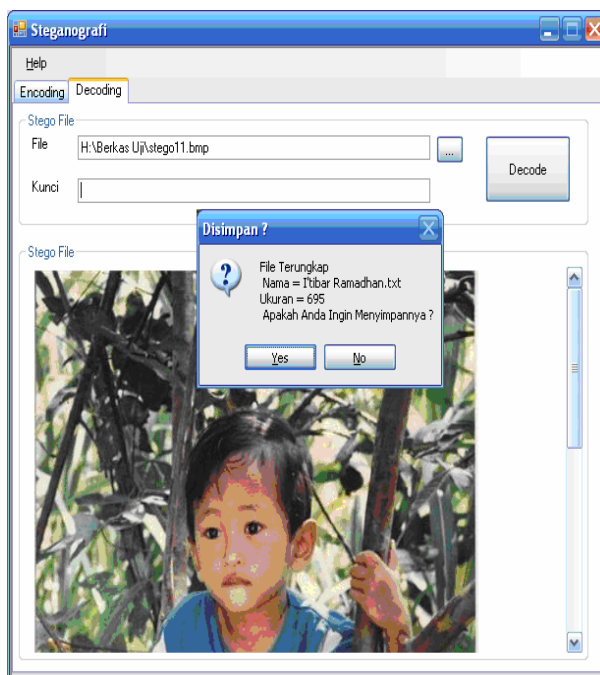 Steganografi
Help
Encoding Decoding
Stego File
File H:\Berkas Uji\stego11.bmp ...
Decode
Kunci
Disimpan ?
File Terungkap
Nama = I'tibar Ramadhan.txt
Ukuran = 695
Apakah Anda Ingin Menyimpannya ?
Yes No
Stego File